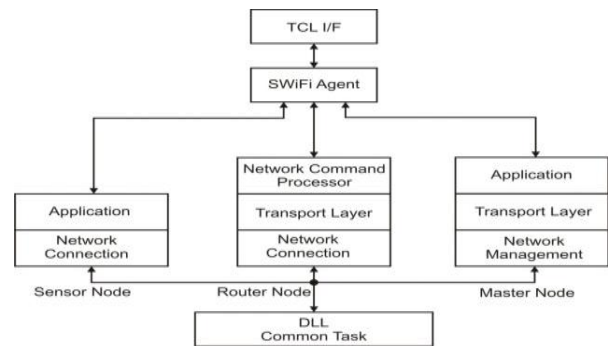 TCL I/F
SWiFi Agent
Network Command
Processor
Application
Application
Transport Layer
Transport Layer
Network
Connection
Network
Connection
Network
Management
Sensor Node
Router Node
Master Node
DLL
Common Task